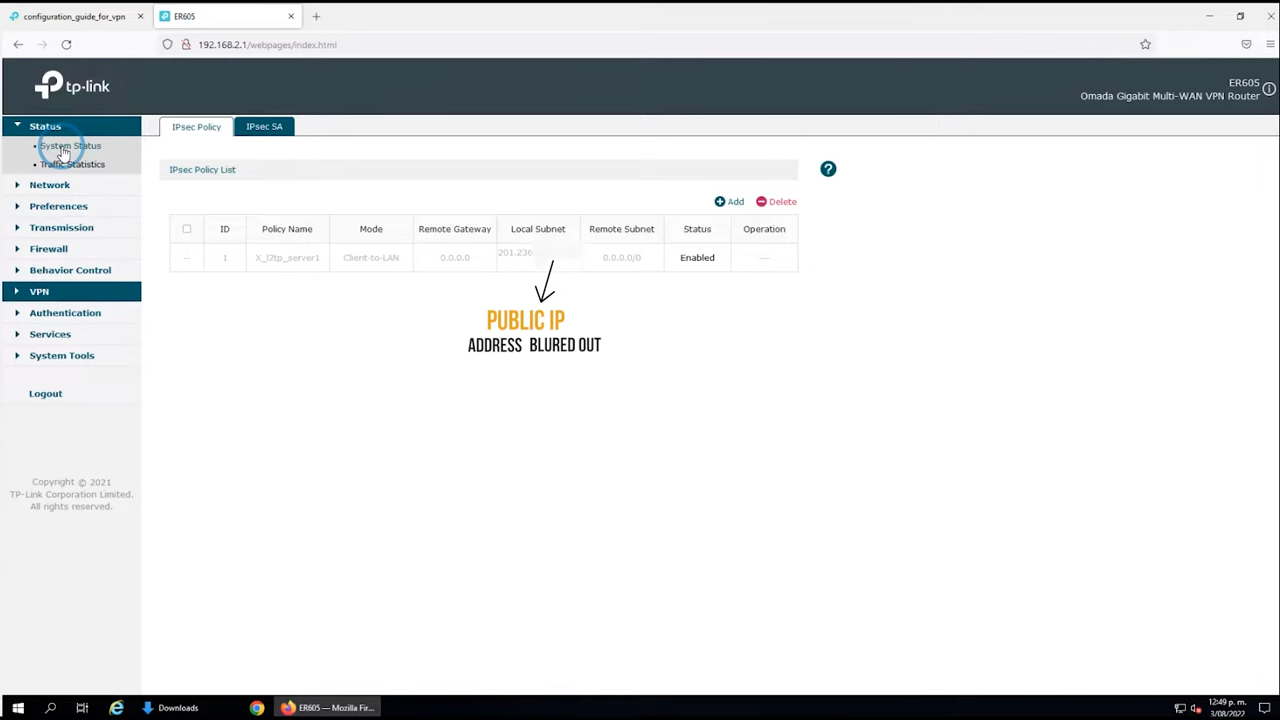 configuration_guide_for_vpn
ER605
192.168.2.1/webpages/index.html
tp-link
ER605
Omada Gigabit Multi-WAN VPN Router
Status
System Status
Traffic Statistics
Network
Preferences
Transmission
Firewall
Behavior Control
VPN
Authentication
Services
System Tools
Logout
Copyright © 2021
TP-Link Corporation Limited.
All rights reserved.
IPsec Policy IPsec SA
IPsec Policy List
Add Delete
ID Policy Name Mode Remote Gateway Local Subnet Remote Subnet Status Operation
-- 1 X_l2tp_server1 Client-to-LAN 0.0.0.0 201.236 0.0.0.0/0 Enabled ---
PUBLIC IP
ADDRESS BLURED OUT
Downloads
ER605 — Mozilla Fir...
12:49 p. m.
3/08/2022